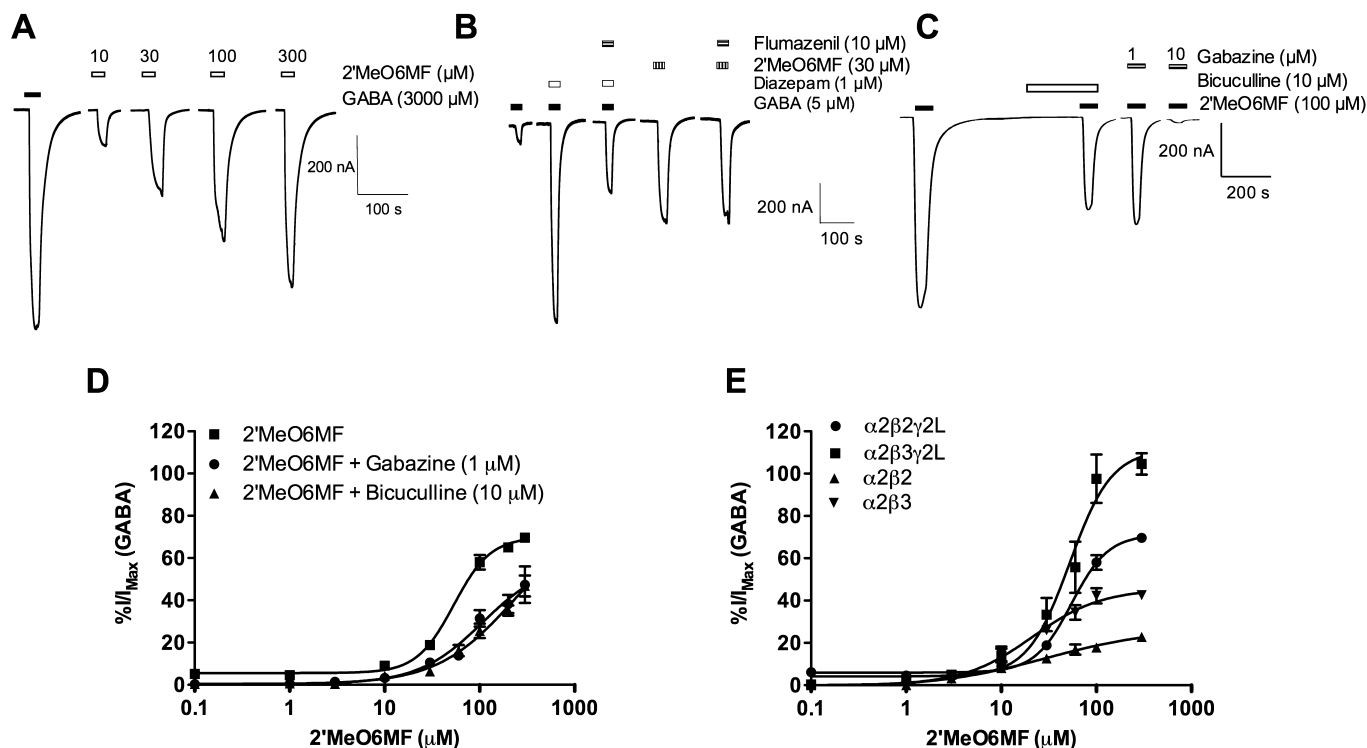 A
10 30 100 300
2'MeO6MF (μM)
GABA (3000 μM)
200 nA
100 s
B
Flumazenil (10 μM)
2'MeO6MF (30 μM)
Diazepam (1 μM)
GABA (5 μM)
200 nA
100 s
C
1 10
Gabazine (μM)
Bicuculline (10 μM)
2'MeO6MF (100 μM)
200 nA
200 s
D
2'MeO6MF
2'MeO6MF + Gabazine (1 μM)
2'MeO6MF + Bicuculline (10 μM)
%I/IMax (GABA)
120
100
80
60
40
20
0
0.1 1 10 100 1000
2'MeO6MF (μM)
E
α2β2γ2L
α2β3γ2L
α2β2
α2β3
%I/IMax (GABA)
120
100
80
60
40
20
0
0.1 1 10 100 1000
2'MeO6MF (μM)